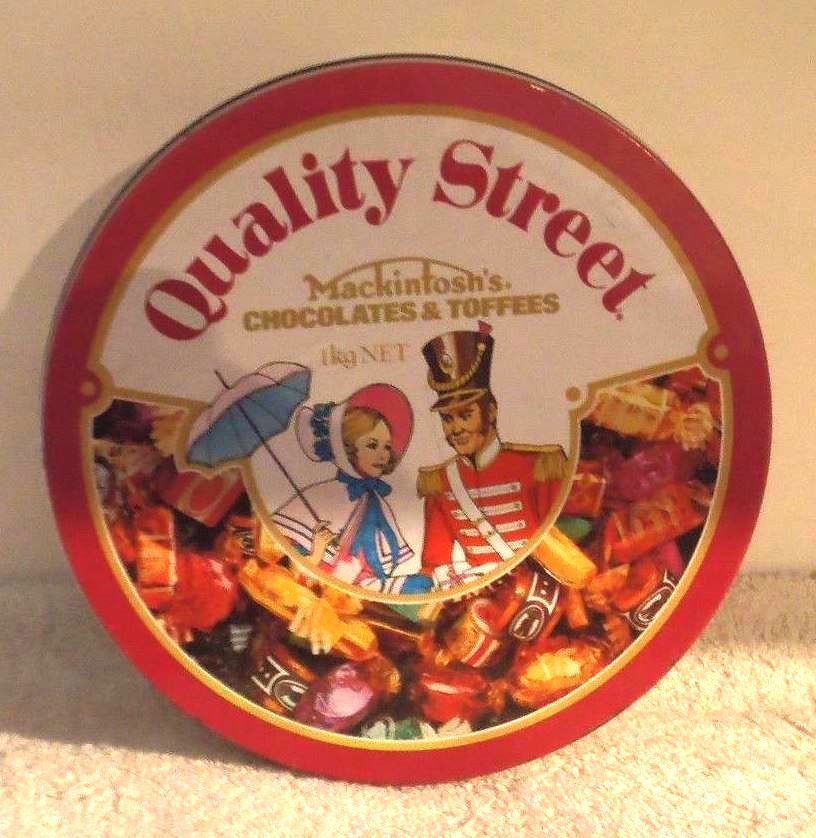 Quality Street.
Mackintosh's.
CHOCOLATES & TOFFEES
1kg NET